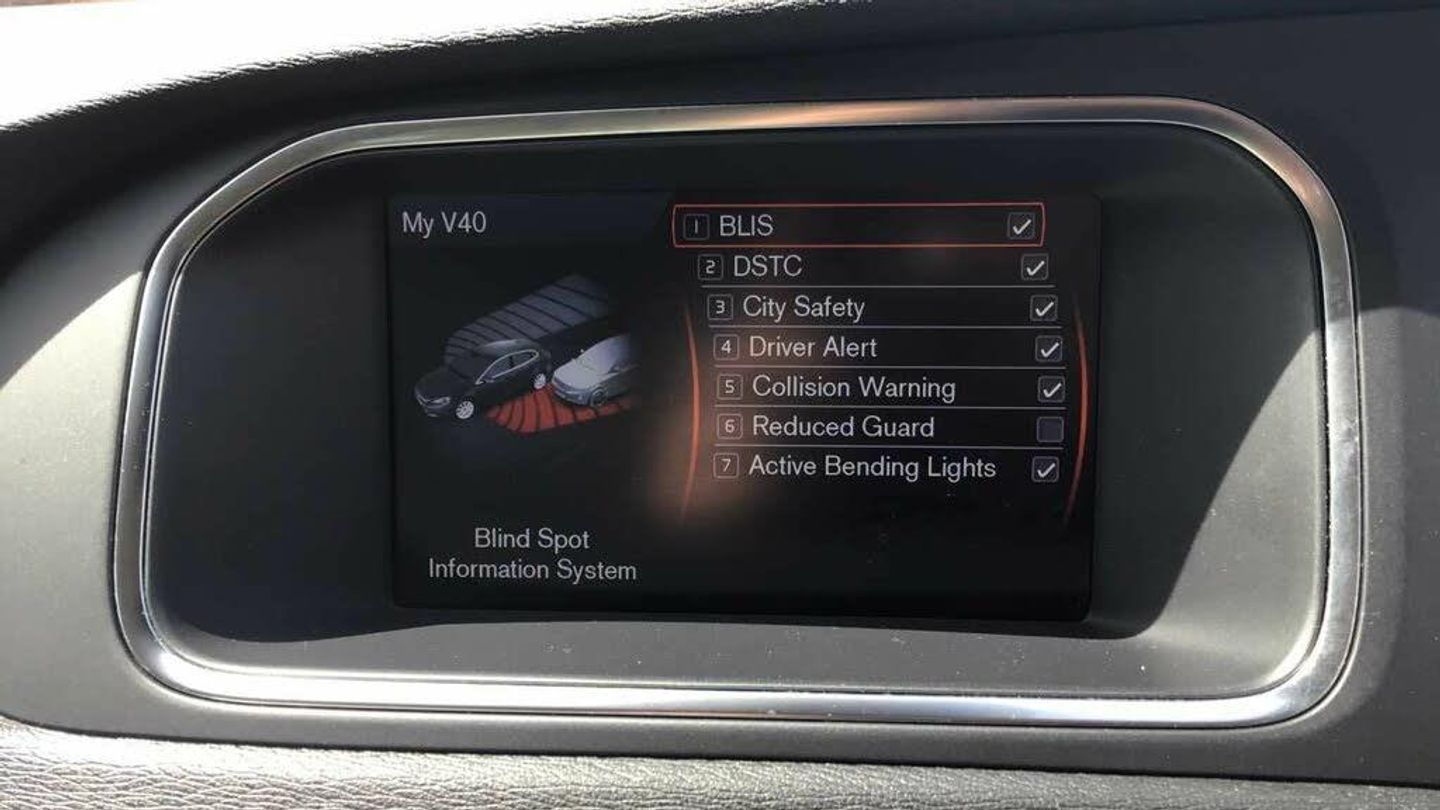 My V40
1 BLIS
2 DSTC
3 City Safety
4 Driver Alert
5 Collision Warning
6 Reduced Guard
7 Active Bending Lights
Blind Spot
Information System